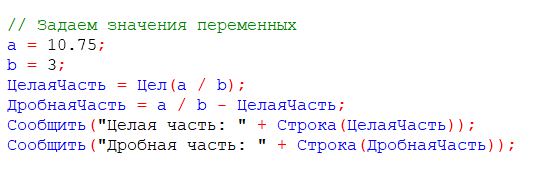 // Задаем значения переменных
a = 10.75;
b = 3;
ЦелаяЧасть = Цел(a / b);
ДробнаяЧасть = a / b - ЦелаяЧасть;
Сообщить("Целая часть: " + Строка(ЦелаяЧасть));
Сообщить("Дробная часть: " + Строка(ДробнаяЧасть));